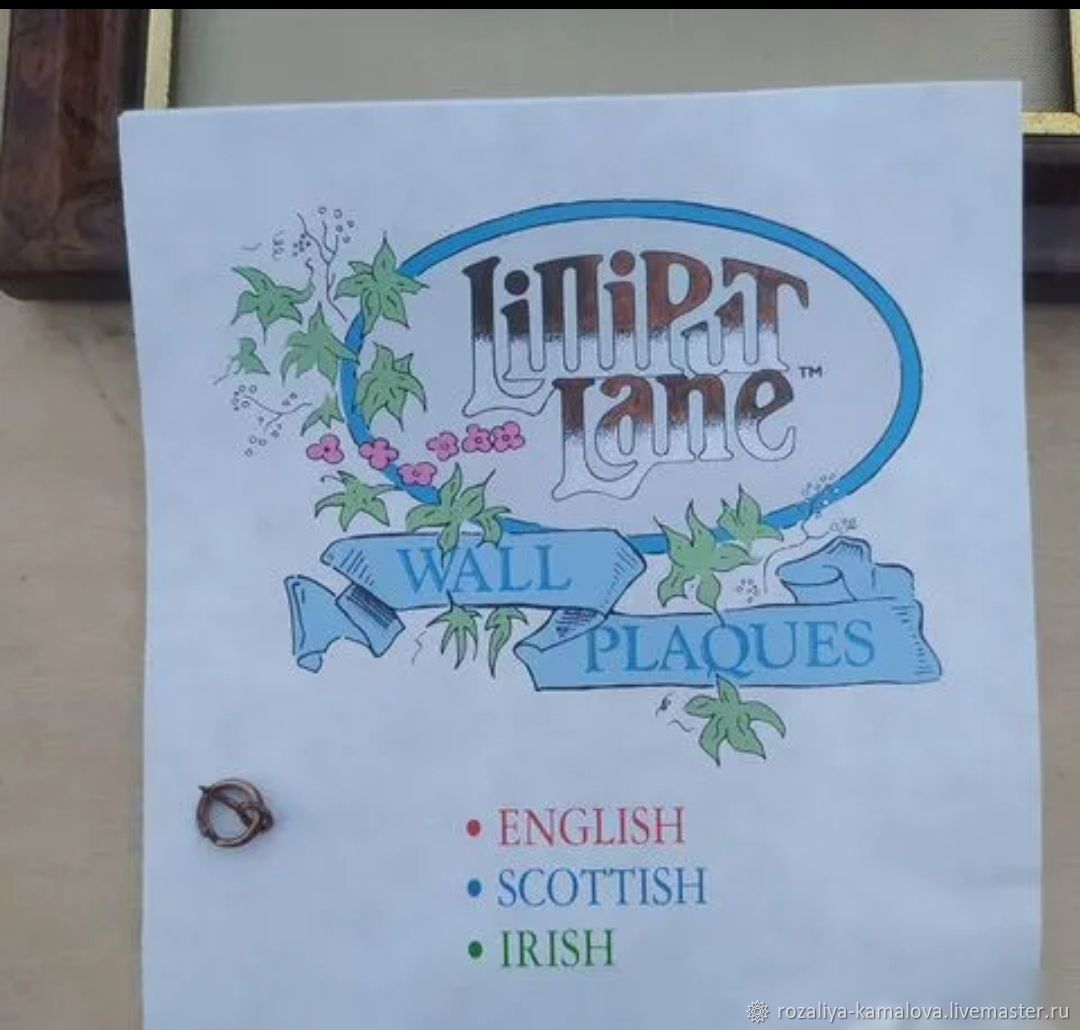 Lilliput
Lane™
WALL
PLAQUES
• ENGLISH
• SCOTTISH
• IRISH
rozaliya-kamalova.livemaster.ru